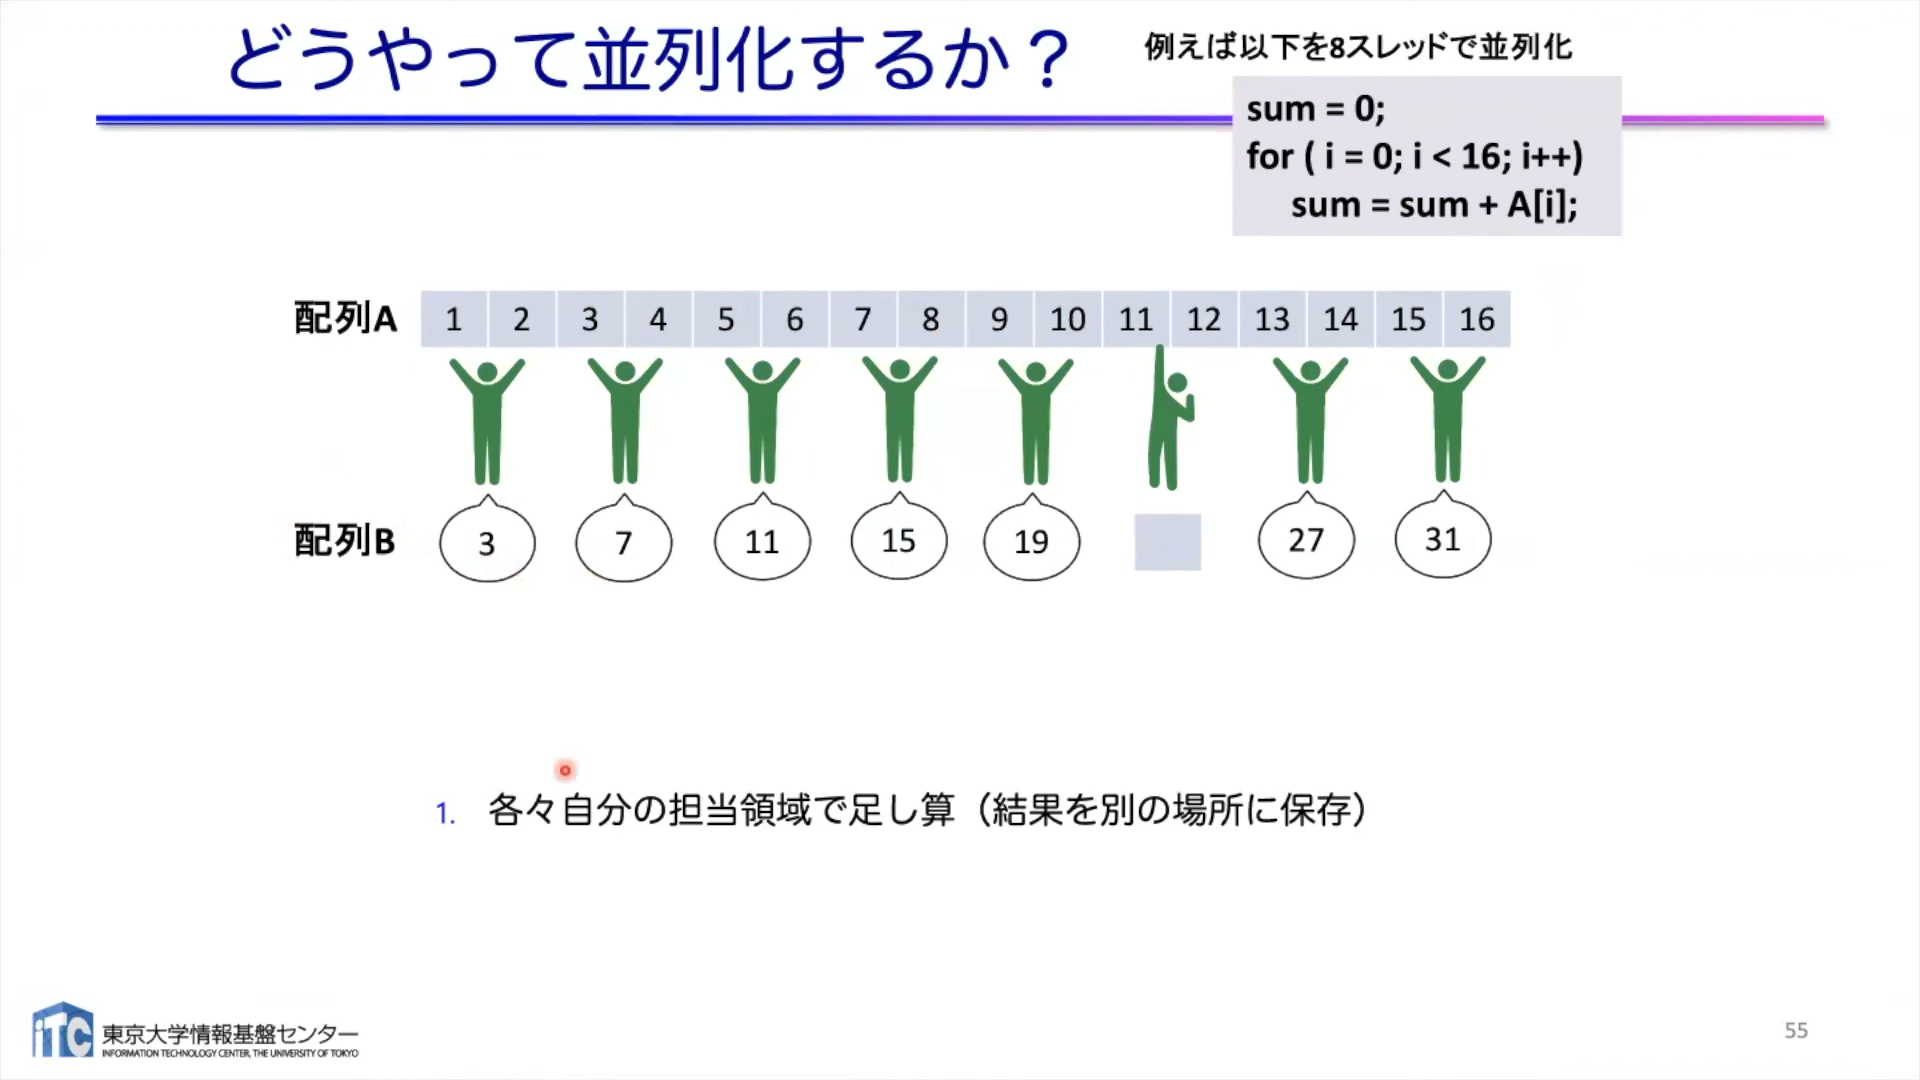 どうやって並列化するか？
例えば以下を8スレッドで並列化
sum = 0;
for ( i = 0; i < 16; i++)
sum = sum + A[i];
配列A 1 2 3 4 5 6 7 8 9 10 11 12 13 14 15 16
配列B 3 7 11 15 19 27 31
1. 各々自分の担当領域で足し算（結果を別の場所に保存）
iTC 東京大学情報基盤センター
INFORMATION TECHNOLOGY CENTER, THE UNIVERSITY OF TOKYO
55